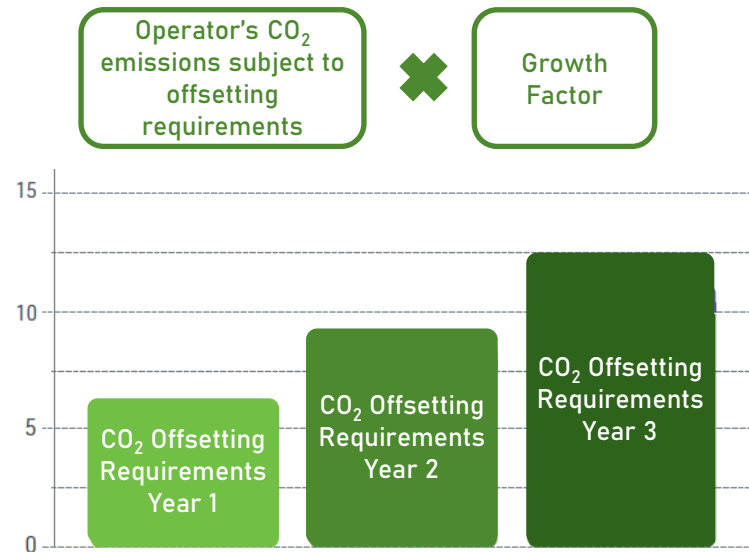 Operator’s CO₂
emissions subject to
offsetting
requirements
Growth
Factor
15
10
5
0
CO₂ Offsetting
Requirements
Year 1
CO₂ Offsetting
Requirements
Year 2
CO₂ Offsetting
Requirements
Year 3